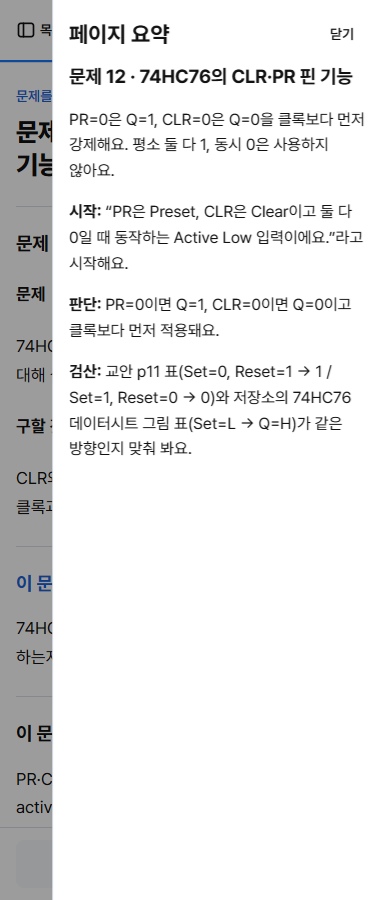 목
페이지 요약
닫기
문제 12 · 74HC76의 CLR·PR 핀 기능
PR=0은 Q=1, CLR=0은 Q=0을 클록보다 먼저
강제해요. 평소 둘 다 1, 동시 0은 사용하지
않아요.
시작: “PR은 Preset, CLR은 Clear이고 둘 다
0일 때 동작하는 Active Low 입력이에요.”라고
시작해요.
판단: PR=0이면 Q=1, CLR=0이면 Q=0이고
클록보다 먼저 적용돼요.
검산: 교안 p11 표(Set=0, Reset=1 → 1 /
Set=1, Reset=0 → 0)와 저장소의 74HC76
데이터시트 그림 표(Set=L → Q=H)가 같은
방향인지 맞춰 봐요.
문제를
문제
기능
문제
문제
74HC
대해
구할
CLR
클록
이 문
74HC
하는
이 문
PR·C
activ